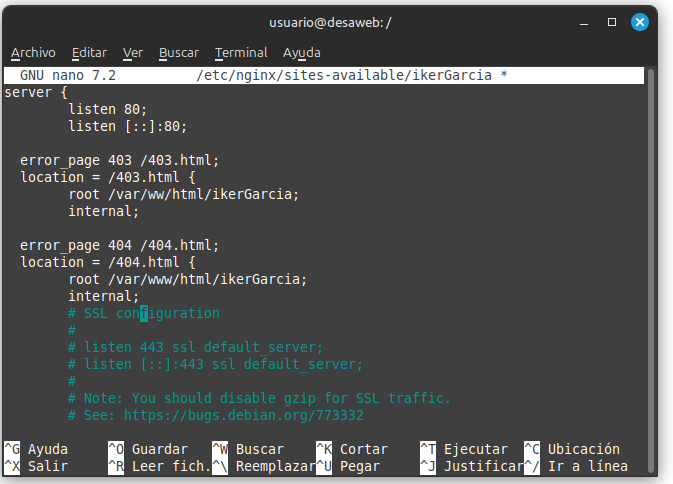 usuario@desaweb:/
Archivo Editar Ver Buscar Terminal Ayuda
GNU nano 7.2 /etc/nginx/sites-available/ikerGarcia *
server {
listen 80;
listen [::]:80;
error_page 403 /403.html;
location = /403.html {
root /var/ww/html/ikerGarcia;
internal;
error_page 404 /404.html;
location = /404.html {
root /var/www/html/ikerGarcia;
internal;
# SSL configuration
#
# listen 443 ssl default_server;
# listen [::]:443 ssl default_server;
#
# Note: You should disable gzip for SSL traffic.
# See: https://bugs.debian.org/773332
^G Ayuda ^O Guardar ^W Buscar ^K Cortar ^T Ejecutar ^C Ubicación
^X Salir ^R Leer fich. ^\ Reemplazar ^U Pegar ^J Justificar ^/ Ir a línea